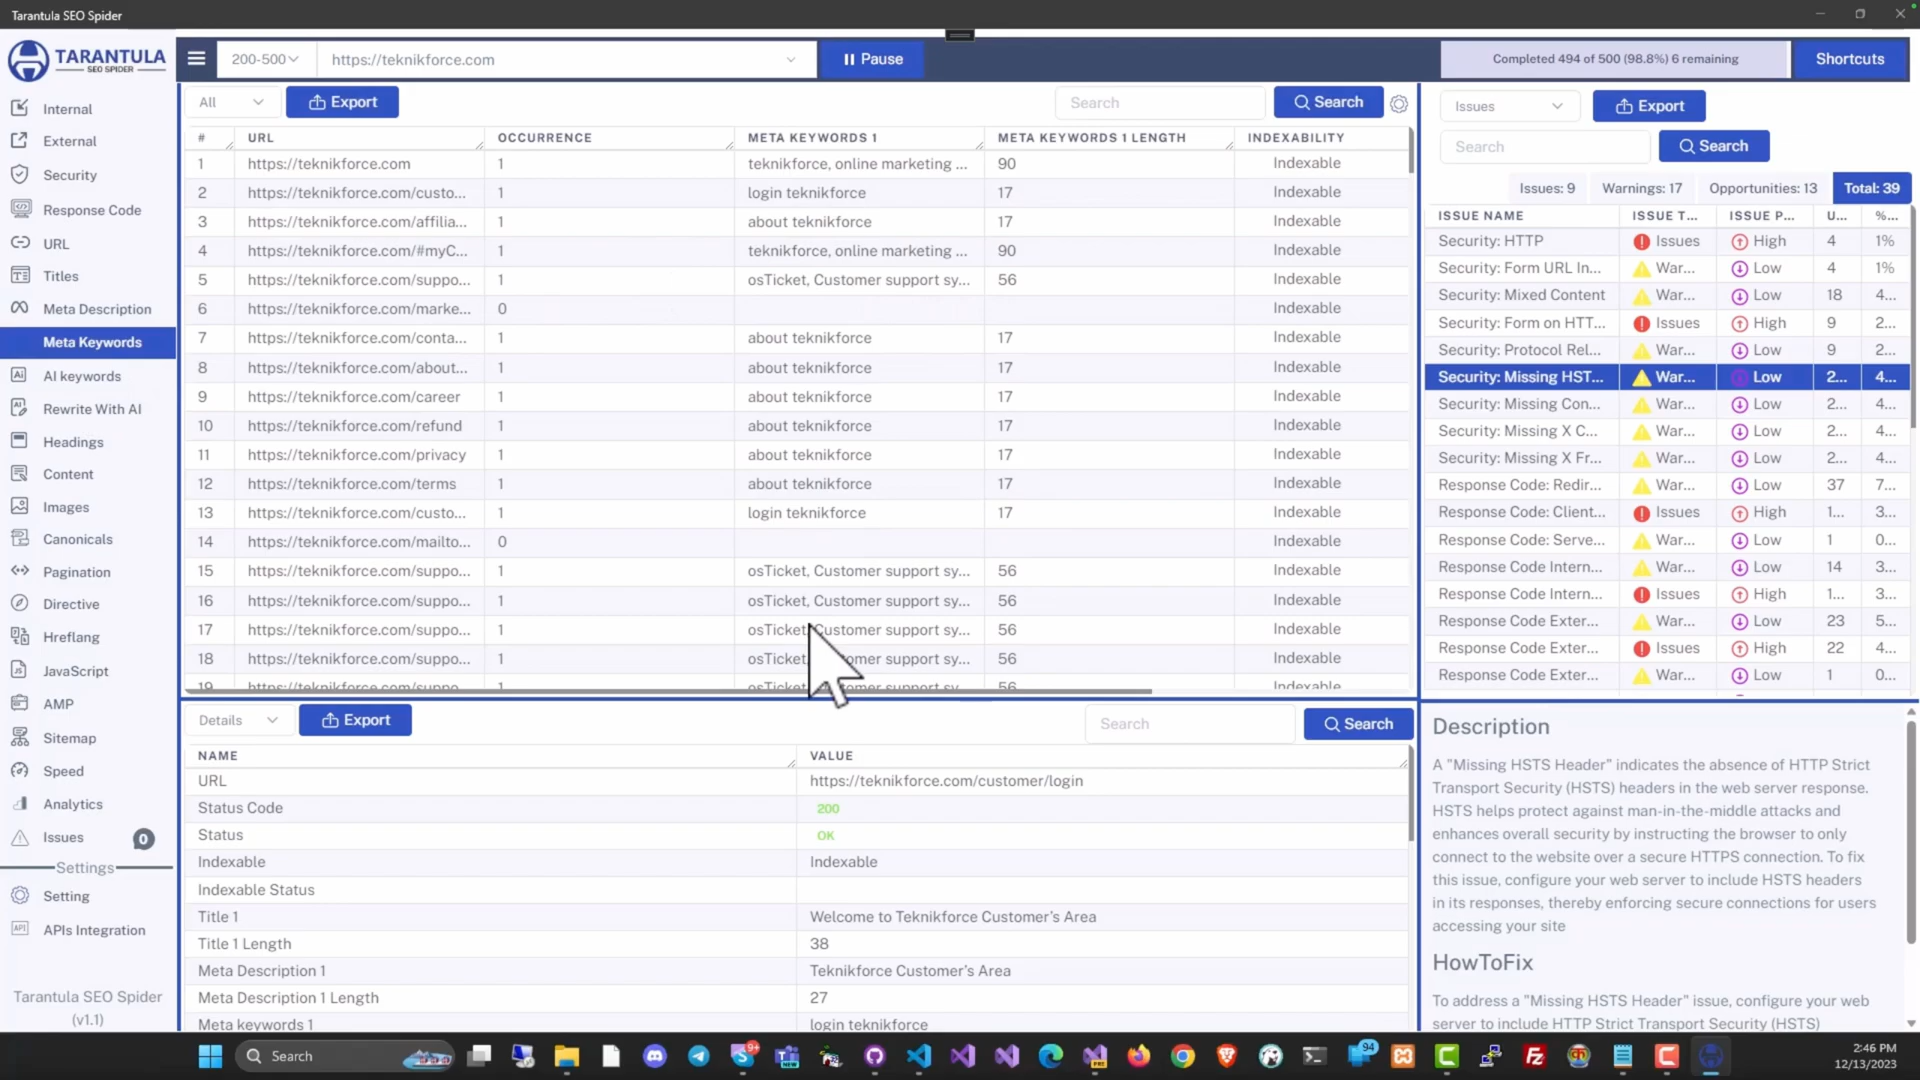 Tarantula SEO Spider
TARANTULA
SEO SPIDER
200-500
https://teknikforce.com
Pause
Completed 494 of 500 (98.8%) 6 remaining
Shortcuts
Internal
External
Security
Response Code
URL
Titles
Meta Description
Meta Keywords
AI keywords
Rewrite With AI
Headings
Content
Images
Canonicals
Pagination
Directive
Hreflang
JavaScript
AMP
Sitemap
Speed
Analytics
Issues 0
Settings
Setting
APIs Integration
Tarantula SEO Spider
(v1.1)
All Export Search Search
# URL OCCURRENCE META KEYWORDS 1 META KEYWORDS 1 LENGTH INDEXABILITY
1 https://teknikforce.com 1 teknikforce, online marketing ... 90 Indexable
2 https://teknikforce.com/custo... 1 login teknikforce 17 Indexable
3 https://teknikforce.com/affilia... 1 about teknikforce 17 Indexable
4 https://teknikforce.com/#myC... 1 teknikforce, online marketing ... 90 Indexable
5 https://teknikforce.com/suppo... 1 osTicket, Customer support sy... 56 Indexable
6 https://teknikforce.com/marke... 0 Indexable
7 https://teknikforce.com/conta... 1 about teknikforce 17 Indexable
8 https://teknikforce.com/about... 1 about teknikforce 17 Indexable
9 https://teknikforce.com/career 1 about teknikforce 17 Indexable
10 https://teknikforce.com/refund 1 about teknikforce 17 Indexable
11 https://teknikforce.com/privacy 1 about teknikforce 17 Indexable
12 https://teknikforce.com/terms 1 about teknikforce 17 Indexable
13 https://teknikforce.com/custo... 1 login teknikforce 17 Indexable
14 https://teknikforce.com/mailto... 0 Indexable
15 https://teknikforce.com/suppo... 1 osTicket, Customer support sy... 56 Indexable
16 https://teknikforce.com/suppo... 1 osTicket, Customer support sy... 56 Indexable
17 https://teknikforce.com/suppo... 1 osTicket, Customer support sy... 56 Indexable
18 https://teknikforce.com/suppo... 1 osTicket, support sy... 56 Indexable
19 https://teknikforce.com/suppo... 1 osTicket, support sy... 56 Indexable
Details Export Search Search
NAME VALUE
URL https://teknikforce.com/customer/login
Status Code 200
Status OK
Indexable Indexable
Indexable Status
Title 1 Welcome to Teknikforce Customer's Area
Title 1 Length 38
Meta Description 1 Teknikforce Customer's Area
Meta Description 1 Length 27
Meta keywords 1 login teknikforce
Issues Export
Search Search
Issues: 9 Warnings: 17 Opportunities: 13 Total: 39
ISSUE NAME ISSUE T... ISSUE P... U... %...
Security: HTTP Issues High 4 1%
Security: Form URL In... War... Low 4 1%
Security: Mixed Content War... Low 18 4...
Security: Form on HTT... Issues High 9 2...
Security: Protocol Rel... War... Low 9 2...
Security: Missing HST... War... Low 2... 4...
Security: Missing Con... War... Low 2... 4...
Security: Missing X C... War... Low 2... 4...
Security: Missing X Fr... War... Low 2... 4...
Response Code: Redir... War... Low 37 7...
Response Code: Client... Issues High 1... 3...
Response Code: Serve... War... Low 1 0...
Response Code Intern... War... Low 14 3...
Response Code Intern... Issues High 1... 3...
Response Code Exter... War... Low 23 5...
Response Code Exter... Issues High 22 4...
Response Code Exter... War... Low 1 0...
Description
A "Missing HSTS Header" indicates the absence of HTTP Strict
Transport Security (HSTS) headers in the web server response.
HSTS helps protect against man-in-the-middle attacks and
enhances overall security by instructing the browser to only
connect to the website over a secure HTTPS connection. To fix
this issue, configure your web server to include HSTS headers
in its responses, thereby enforcing secure connections for users
accessing your site
HowToFix
To address a "Missing HSTS Header" issue, configure your web
server to include HTTP Strict Transport Security (HSTS)
Search
9+
NEW
PRE
94
2:46 PM
12/13/2023